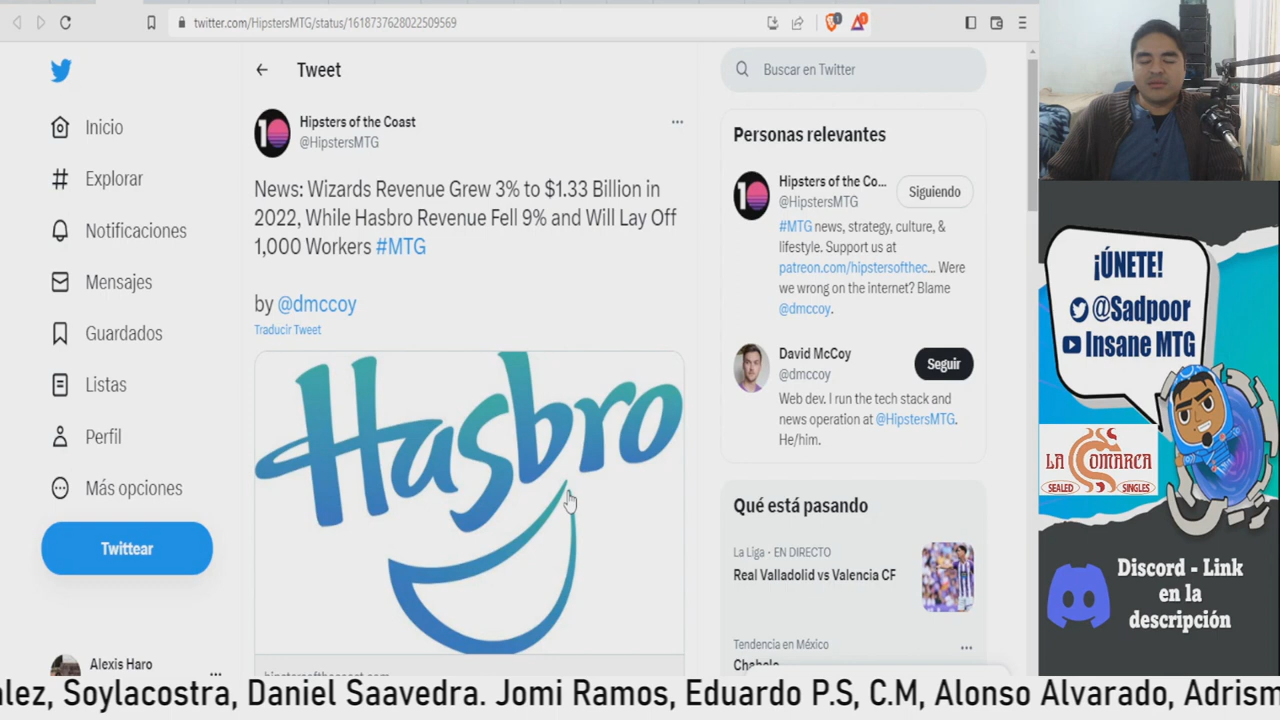 twitter.com/HipstersMTG/status/1618737628022509569
Tweet
Buscar en Twitter
Inicio
Explorar
Notificaciones
Mensajes
Guardados
Listas
Perfil
Más opciones
Twittear
Alexis Haro
Hipsters of the Coast
@HipstersMTG
News: Wizards Revenue Grew 3% to $1.33 Billion in
2022, While Hasbro Revenue Fell 9% and Will Lay Off
1,000 Workers #MTG
by @dmccoy
Traducir Tweet
Hasbro
hipstersofthecoast.com
Personas relevantes
Hipsters of the Co...
@HipstersMTG
Siguiendo
#MTG news, strategy, culture, &
lifestyle. Support us at
patreon.com/hipstersofthec... Were
we wrong on the internet? Blame
@dmccoy.
David McCoy
@dmccoy
Seguir
Web dev. I run the tech stack and
news operation at @HipstersMTG.
He/him.
Qué está pasando
La Liga · EN DIRECTO
Real Valladolid vs Valencia CF
Tendencia en México
Chabelo
¡ÚNETE!
@Sadpoor
Insane MTG
LA COMARCA
SEALED SINGLES
Discord - Link
en la
descripción
alez, Soylacostra, Daniel Saavedra. Jomi Ramos, Eduardo P.S, C.M, Alonso Alvarado, Adrism